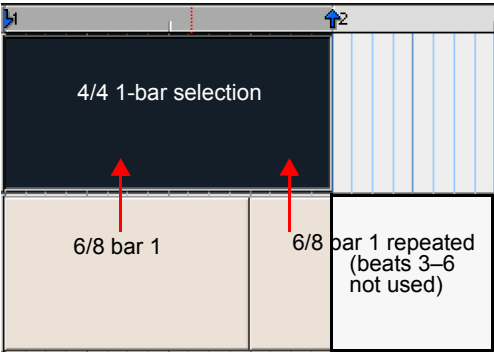 1
2
4/4 1-bar selection
6/8 bar 1
6/8 bar 1 repeated
(beats 3–6
not used)